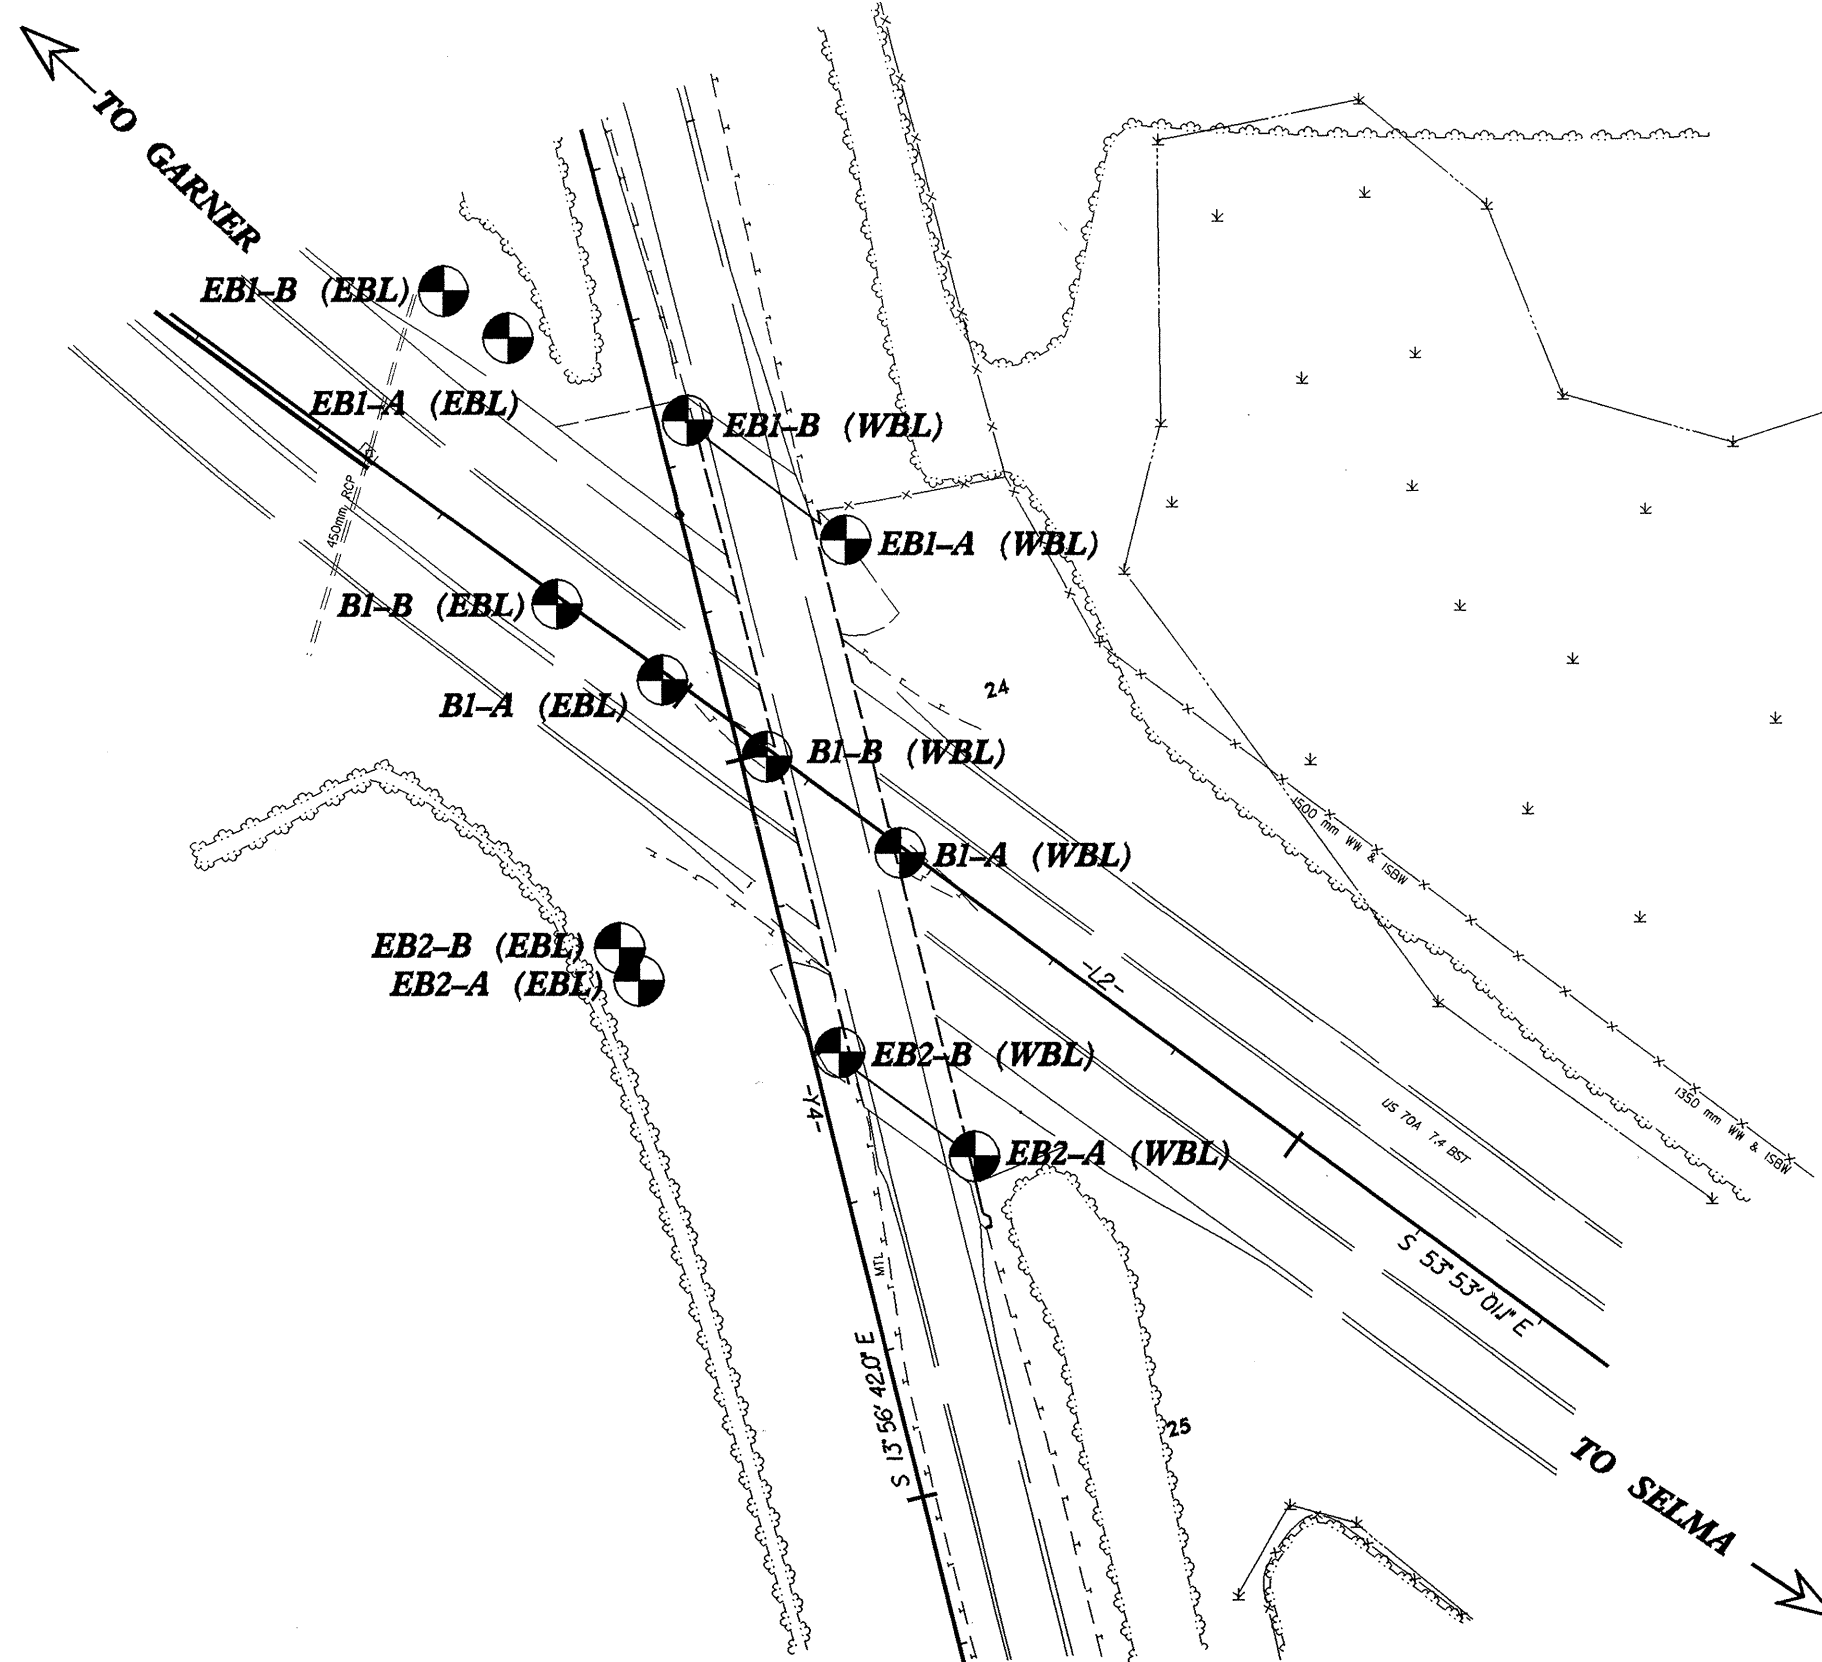 TO GARNER
EB1-B (EBL)
EB1-A (EBL)
EB1-B (WBL)
450mm RCP
EB1-A (WBL)
B1-B (EBL)
24
B1-A (EBL)
B1-B (WBL)
1500 mm WW & ISBW
B1-A (WBL)
EB2-B (EBL)
EB2-A (EBL)
-L2-
EB2-B (WBL)
-Y4-
US 70A 7.4 BST
1350 mm WW & ISBW
EB2-A (WBL)
MTL
S 53° 53' 01.1" E
S 13° 56' 42.0" E
25
TO SELMA